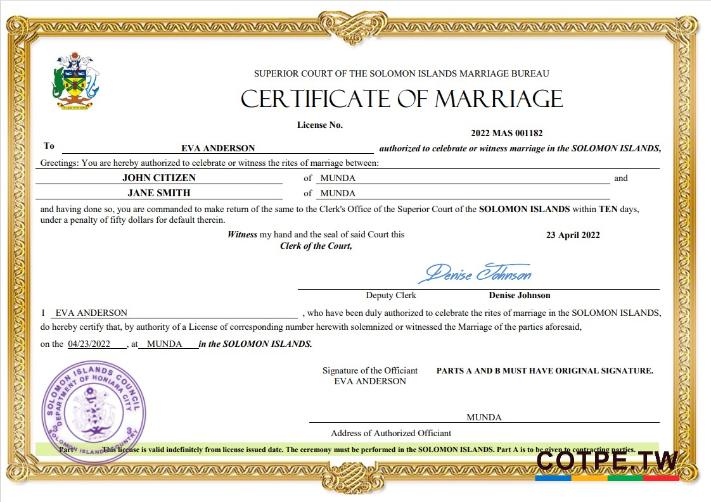 SUPERIOR COURT OF THE SOLOMON ISLANDS MARRIAGE BUREAU
CERTIFICATE OF MARRIAGE
License No.
2022 MAS 001182
To EVA ANDERSON authorized to celebrate or witness marriage in the SOLOMON ISLANDS,
Greetings: You are hereby authorized to celebrate or witness the rites of marriage between:
JOHN CITIZEN of MUNDA and
JANE SMITH of MUNDA
and having done so, you are commanded to make return of the same to the Clerk's Office of the Superior Court of the SOLOMON ISLANDS within TEN days,
under a penalty of fifty dollars for default therein.
Witness my hand and the seal of said Court this 23 April 2022
Clerk of the Court,
Denise Johnson
Deputy Clerk Denise Johnson
I EVA ANDERSON , who have been duly authorized to celebrate the rites of marriage in the SOLOMON ISLANDS,
do hereby certify that, by authority of a License of corresponding number herewith solemnized or witnessed the Marriage of the parties aforesaid,
on the 04/23/2022 , at MUNDA in the SOLOMON ISLANDS.
Signature of the Officiant PARTS A AND B MUST HAVE ORIGINAL SIGNATURE.
EVA ANDERSON
SOLOMON ISLANDS COUNCIL
DEPARTMENT OF HONIARA CITY
MUNDA
Address of Authorized Officiant
This license is valid indefinitely from license issued date. The ceremony must be performed in the SOLOMON ISLANDS. Part A is to be given to contracting parties.
COTPE.TW